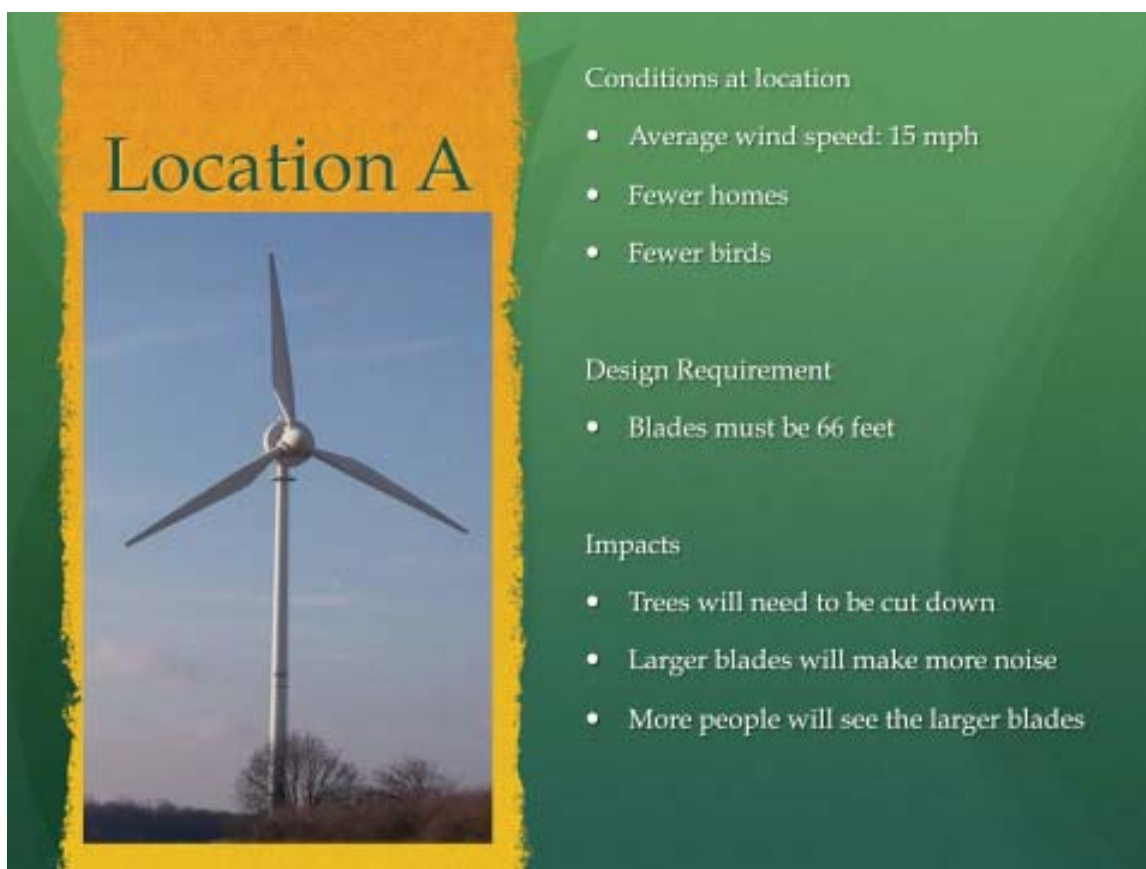 Location A
Conditions at location
• Average wind speed: 15 mph
• Fewer homes
• Fewer birds
Design Requirement
• Blades must be 66 feet
Impacts
• Trees will need to be cut down
• Larger blades will make more noise
• More people will see the larger blades